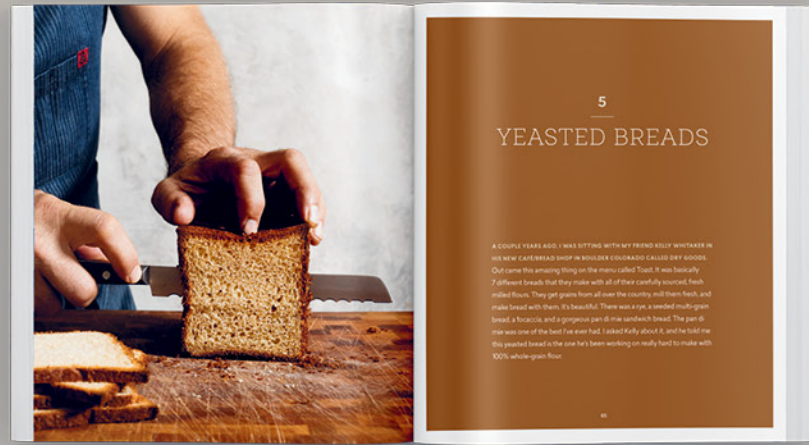 5
YEASTED BREADS
A COUPLE YEARS AGO, I WAS SITTING WITH MY FRIEND KELLY WHITAKER IN
HIS NEW CAFÉ/BREAD SHOP IN BOULDER COLORADO CALLED DRY GOODS.
Out came this amazing thing on the menu called Toast. It was basically
7 different breads that they make with all of their carefully sourced, fresh
milled flours. They get grains from all over the country, mill them fresh, and
make bread with them. It's beautiful. There was a rye, a seeded multi-grain
bread, a focaccia, and a gorgeous pan di mie sandwich bread. The pan di
mie was one of the best I've ever had. I asked Kelly about it, and he told me
this yeasted bread is the one he's been working on really hard to make with
100% whole-grain flour.
65